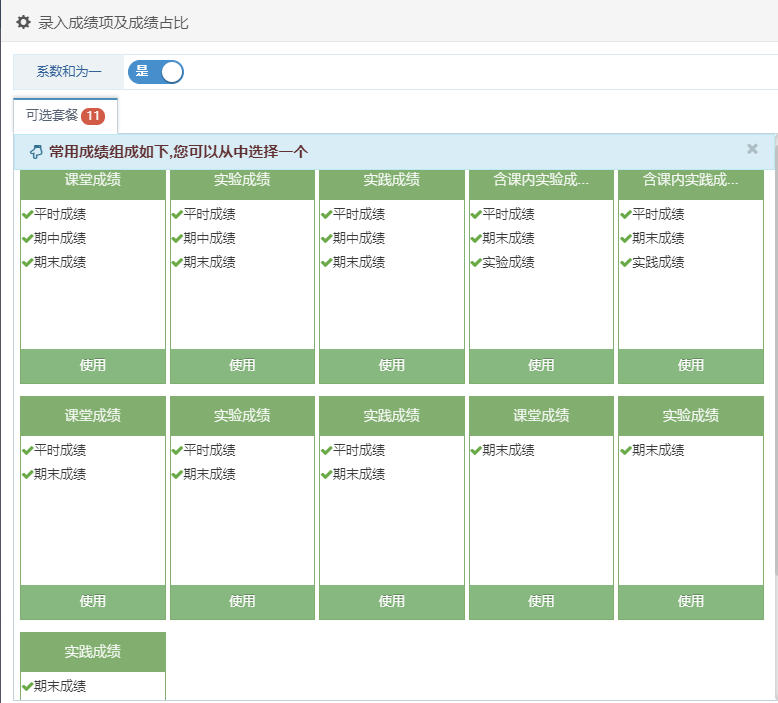 录入成绩项及成绩占比
系数和为一 是
可选套餐 11
常用成绩组成如下,您可以从中选择一个 ×
课堂成绩 实验成绩 实践成绩 含课内实验成... 含课内实践成...
平时成绩 平时成绩 平时成绩 平时成绩 平时成绩
期中成绩 期中成绩 期中成绩 期末成绩 期末成绩
期末成绩 期末成绩 期末成绩 实验成绩 实践成绩
使用 使用 使用 使用 使用
课堂成绩 实验成绩 实践成绩 课堂成绩 实验成绩
平时成绩 平时成绩 平时成绩 期末成绩 期末成绩
期末成绩 期末成绩 期末成绩
使用 使用 使用 使用 使用
实践成绩
期末成绩